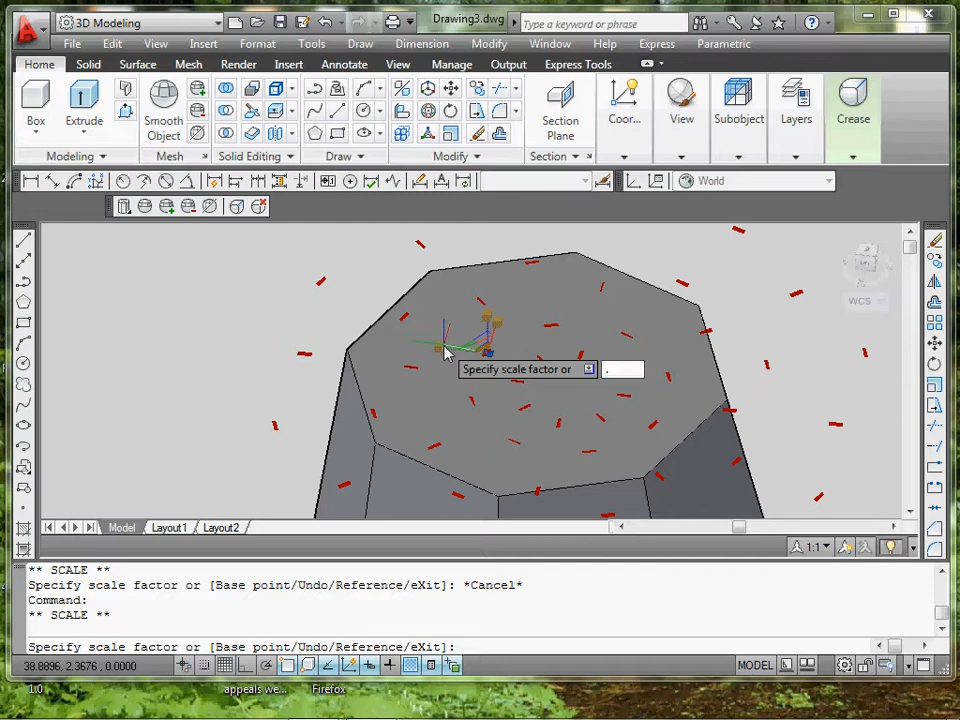 3D Modeling
Drawing3.dwg
Type a keyword or phrase
File Edit View Insert Format Tools Draw Dimension Modify Window Help Express Parametric
Home Solid Surface Mesh Render Insert Annotate View Manage Output Express Tools
Box
Extrude
Smooth Object
Section Plane
Coor...
View
Subobject
Layers
Crease
Modeling
Mesh
Solid Editing
Draw
Modify
Section
World
WCS
Specify scale factor or
.
Model Layout1 Layout2
1:1
** SCALE **
Specify scale factor or [Base point/Undo/Reference/eXit]: *Cancel*
Command:
** SCALE **
Specify scale factor or [Base point/Undo/Reference/eXit]:
38.8896, 2.3676, 0.0000
MODEL
1.0
appeals we...
Firefox